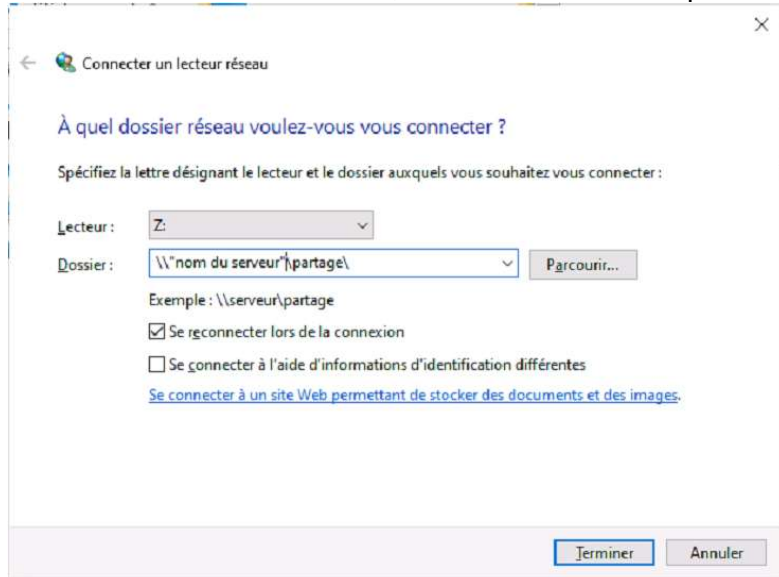 Connecter un lecteur réseau
À quel dossier réseau voulez-vous vous connecter ?
Spécifiez la lettre désignant le lecteur et le dossier auxquels vous souhaitez vous connecter :
Lecteur : Z:
Dossier : \\"nom du serveur"\partage\ Parcourir...
Exemple : \\serveur\partage
Se reconnecter lors de la connexion
Se connecter à l'aide d'informations d'identification différentes
Se connecter à un site Web permettant de stocker des documents et des images.
Terminer Annuler